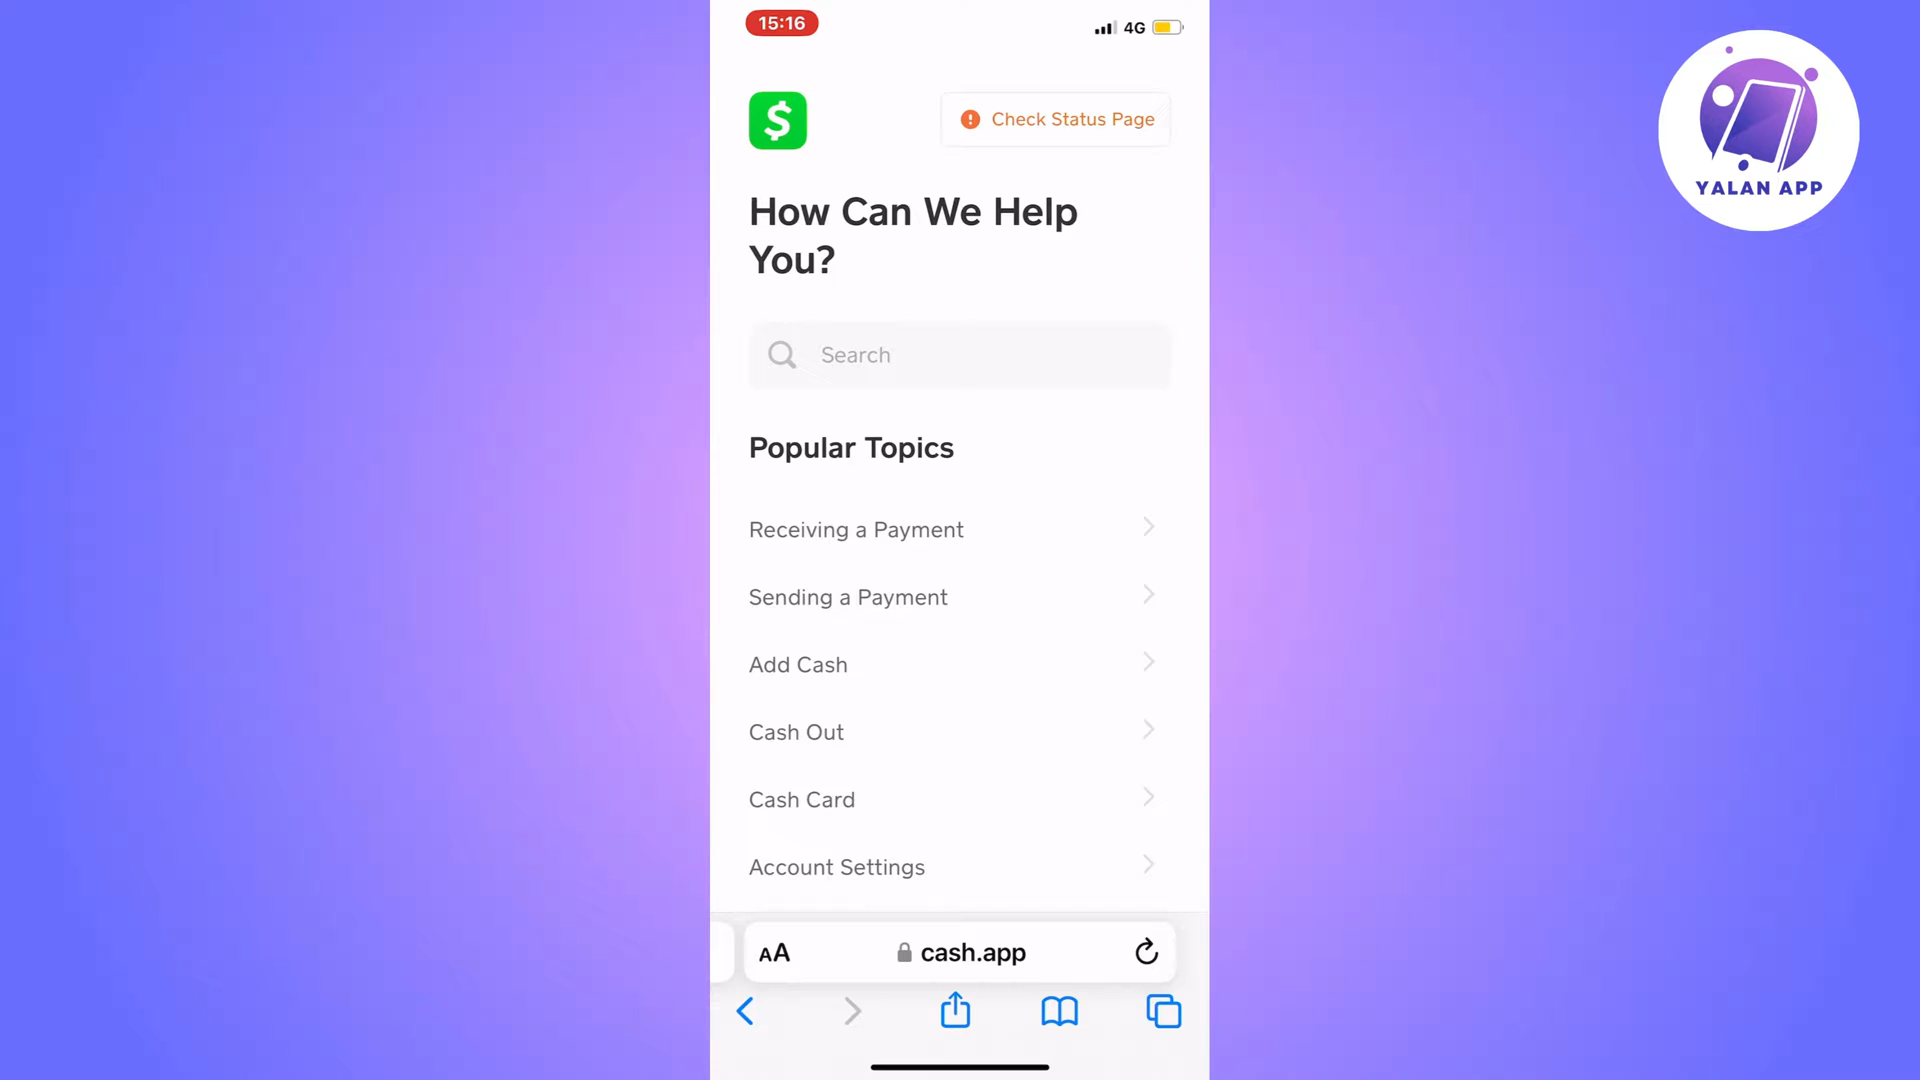 15:16
4G
$
Check Status Page
YALAN APP
How Can We Help
You?
Search
Popular Topics
Receiving a Payment
Sending a Payment
Add Cash
Cash Out
Cash Card
Account Settings
AA
cash.app